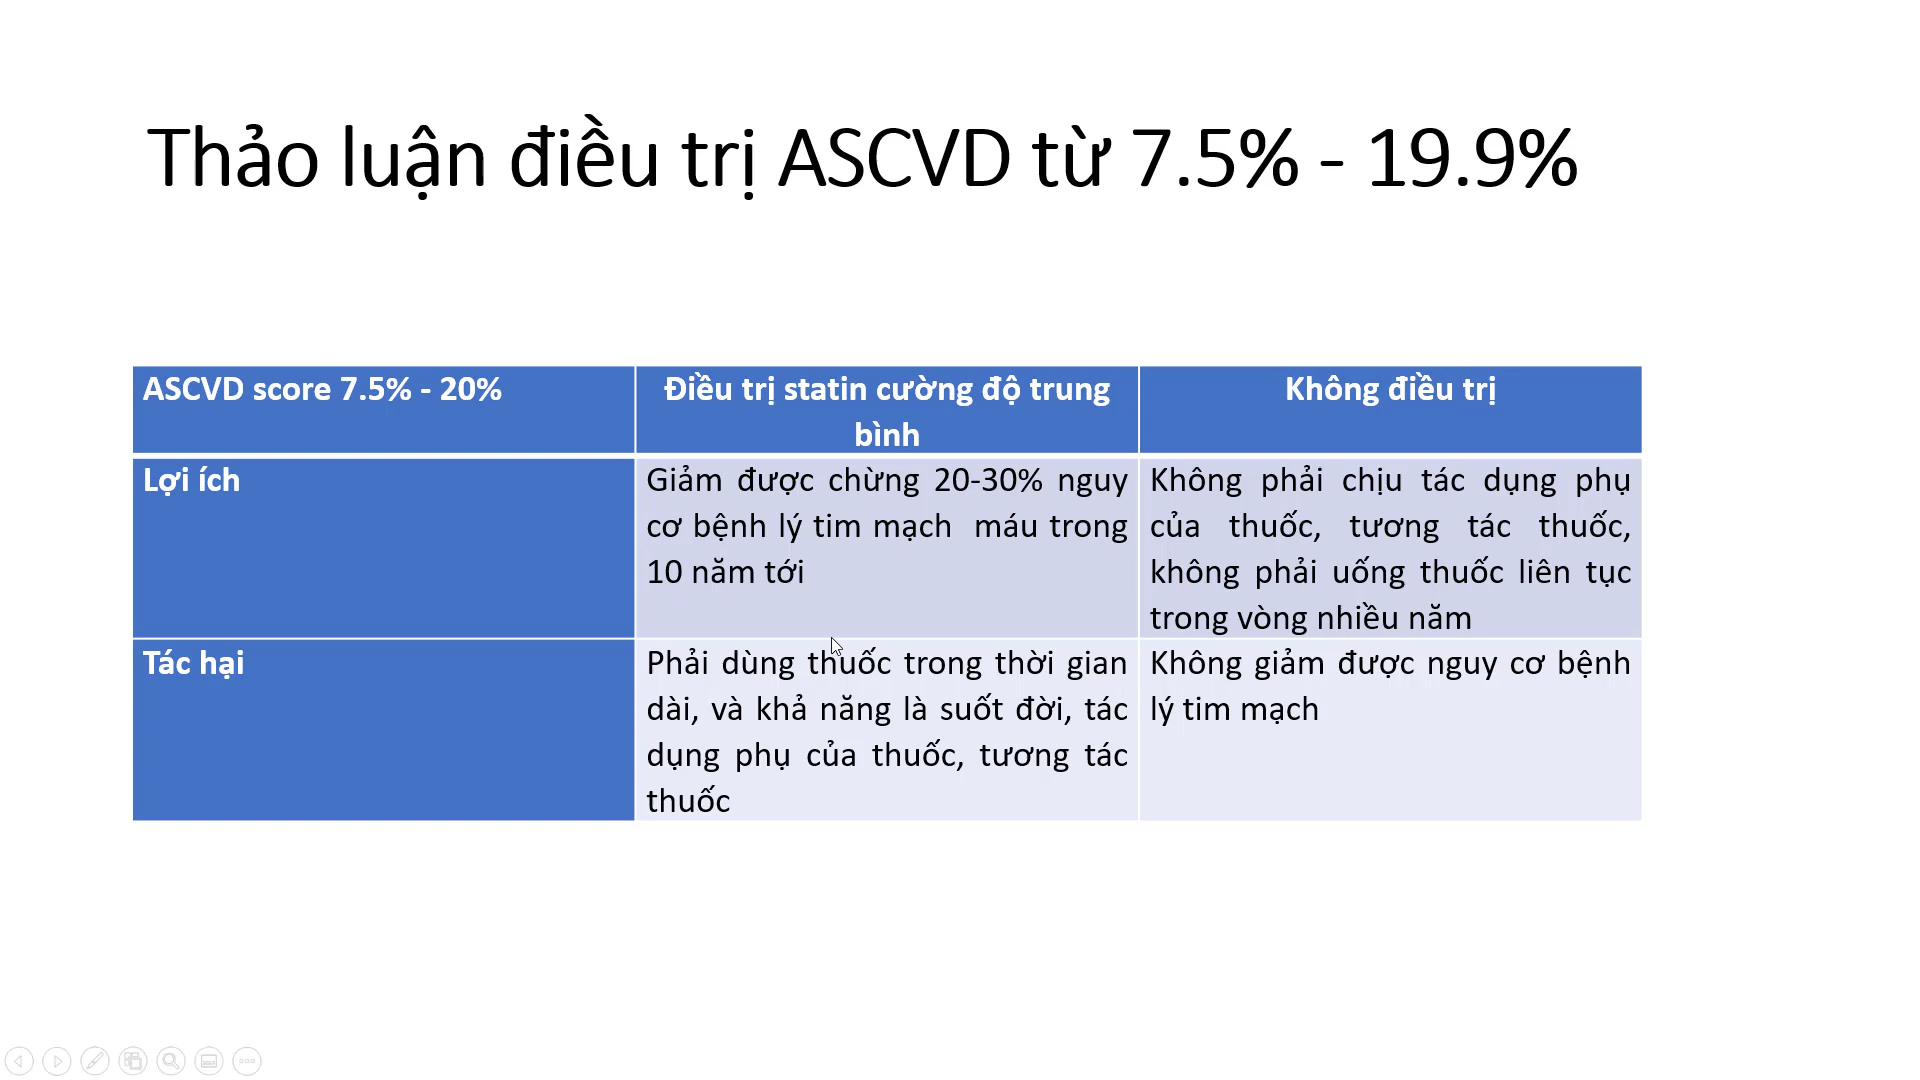 Thảo luận điều trị ASCVD từ 7.5% - 19.9%
ASCVD score 7.5% - 20%
Điều trị statin cường độ trung
bình
Không điều trị
Lợi ích
Giảm được chừng 20-30% nguy
cơ bệnh lý tim mạch máu trong
10 năm tới
Không phải chịu tác dụng phụ
của thuốc, tương tác thuốc,
không phải uống thuốc liên tục
trong vòng nhiều năm
Tác hại
Phải dùng thuốc trong thời gian
dài, và khả năng là suốt đời, tác
dụng phụ của thuốc, tương tác
thuốc
Không giảm được nguy cơ bệnh
lý tim mạch